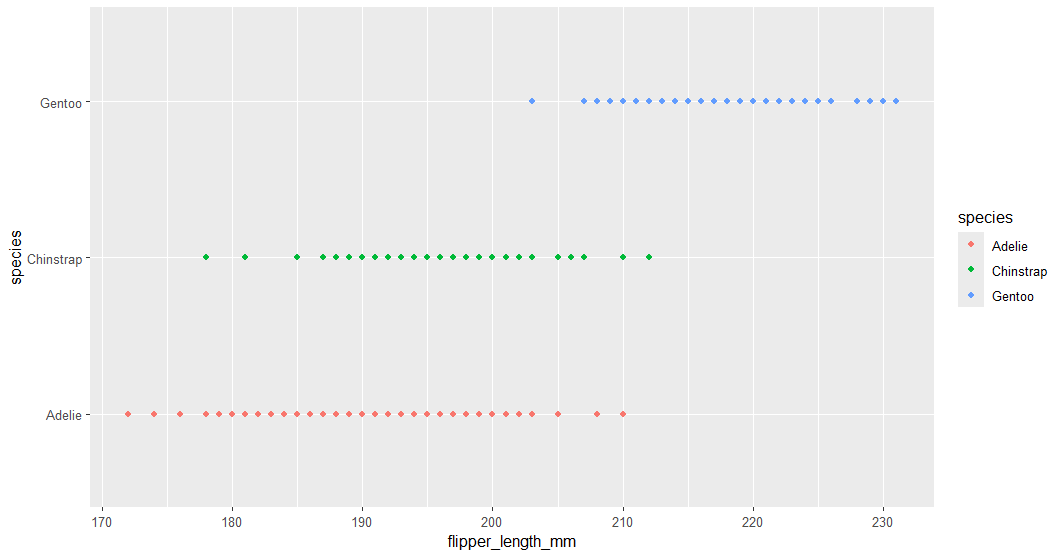 Gentoo
Chinstrap
Adelie
species
170 180 190 200 210 220 230
flipper_length_mm
species
Adelie
Chinstrap
Gentoo